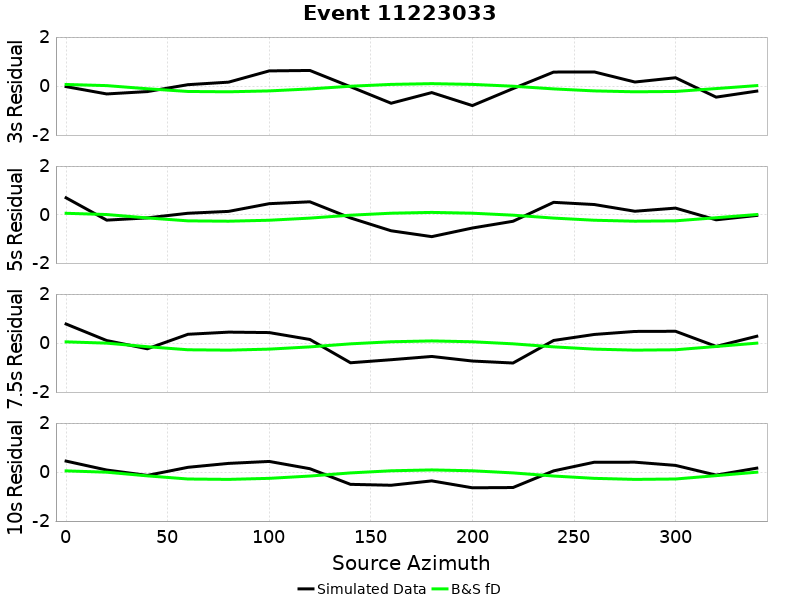 Event 11223033
3s Residual
2
0
-2
5s Residual
2
0
-2
7.5s Residual
2
0
-2
10s Residual
2
0
-2
0 50 100 150 200 250 300
Source Azimuth
Simulated Data B&S fD